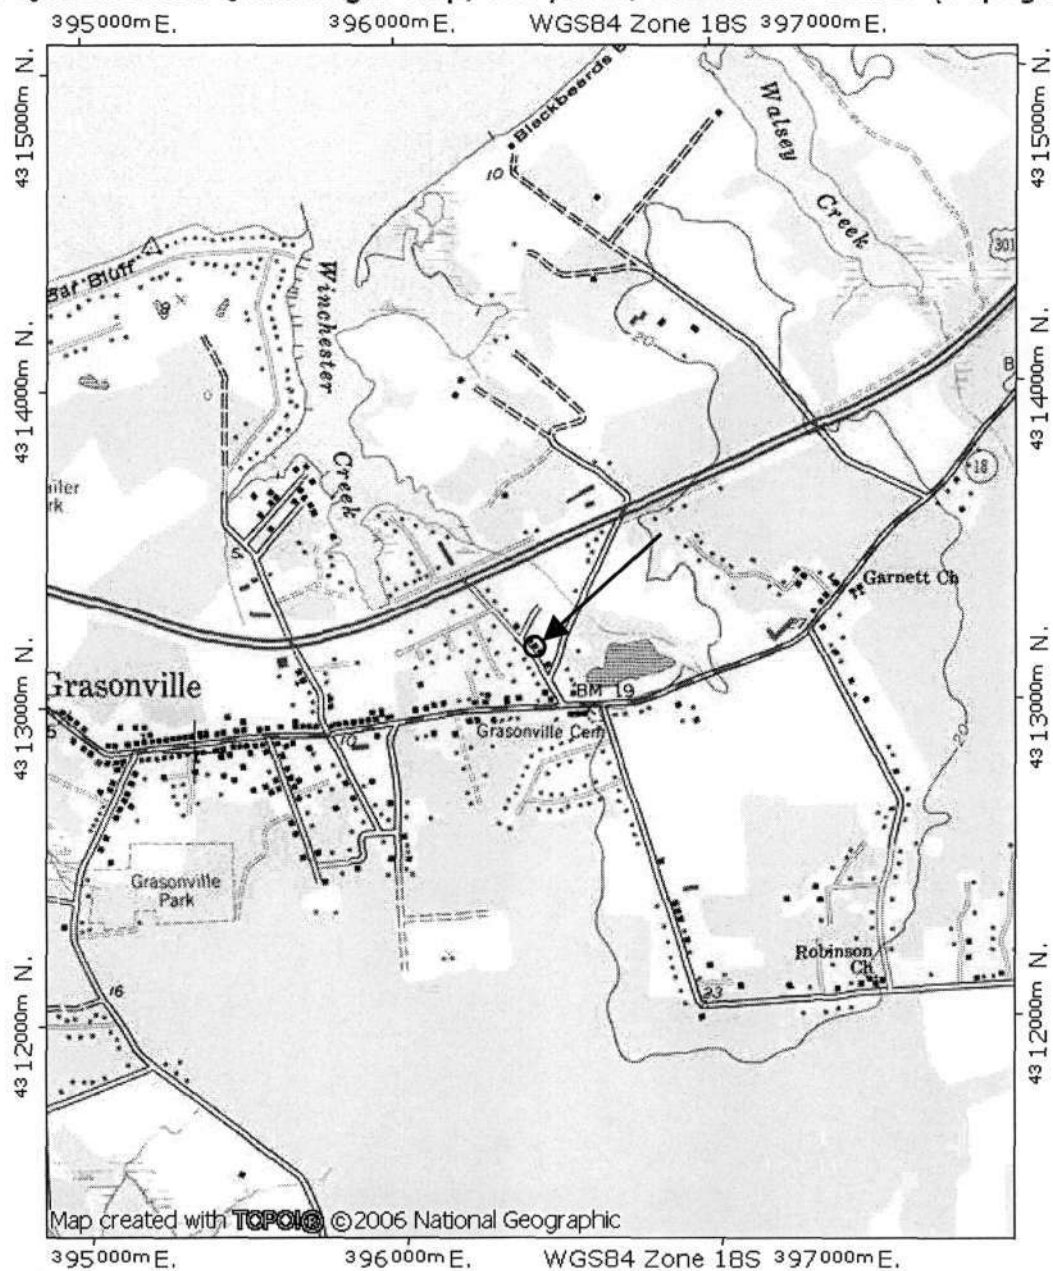 395000m E. 396000m E. WGS84 Zone 18S 397000m E.
4315000m N.
4315000m N.
4314000m N.
4314000m N.
4313000m N.
4313000m N.
4312000m N.
4312000m N.
Blackbeards
10
Walsey
Creek
301
Bar Bluff
Winchester
Creek
20
B
18
5
Garnett Ch
Grasonville
BM 19
5
10
Grasonville Cem
20
Grasonville
Park
Robinson
Ch
16
23
Map created with TOPO!® ©2006 National Geographic
395000m E. 396000m E. WGS84 Zone 18S 397000m E.